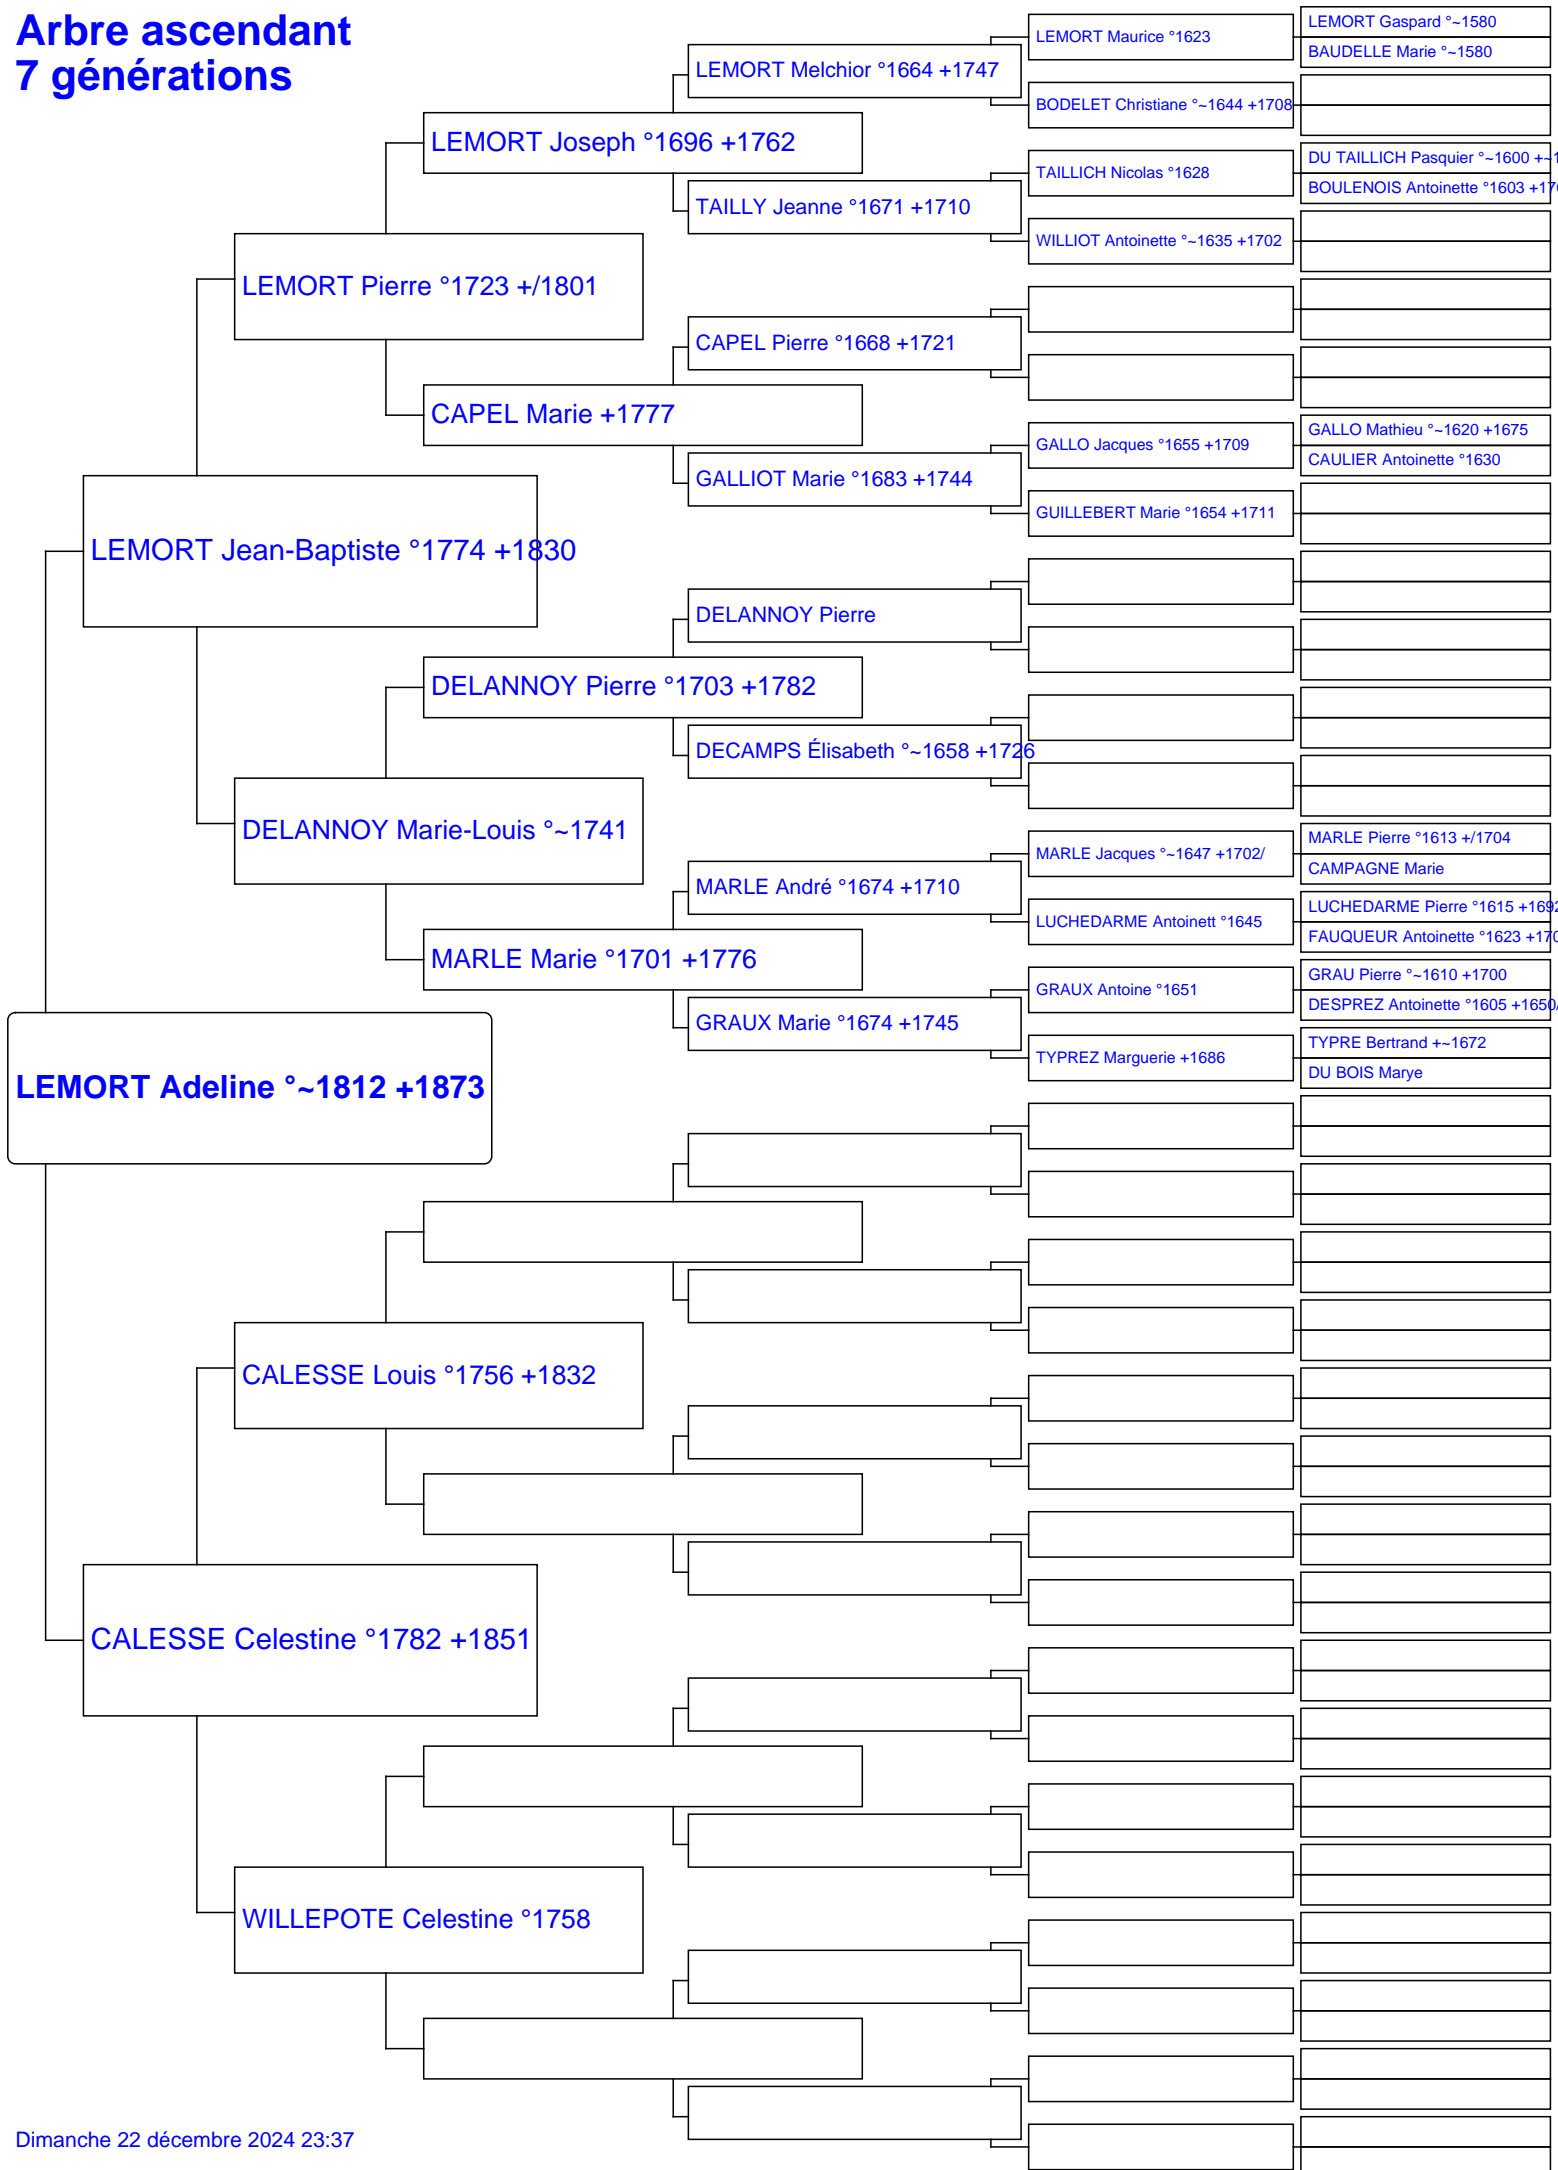 Arbre ascendant
7 générations
LEMORT Adeline °~1812 +1873
LEMORT Jean-Baptiste °1774 +1830
CALESSE Celestine °1782 +1851
LEMORT Pierre °1723 +/1801
DELANNOY Marie-Louis °~1741
CALESSE Louis °1756 +1832
WILLEPOTE Celestine °1758
LEMORT Joseph °1696 +1762
CAPEL Marie +1777
DELANNOY Pierre °1703 +1782
MARLE Marie °1701 +1776
LEMORT Melchior °1664 +1747
TAILLY Jeanne °1671 +1710
CAPEL Pierre °1668 +1721
GALLIOT Marie °1683 +1744
DELANNOY Pierre
DECAMPS Élisabeth °~1658 +1726
MARLE André °1674 +1710
GRAUX Marie °1674 +1745
LEMORT Maurice °1623
BODELET Christiane °~1644 +1708
TAILLICH Nicolas °1628
WILLIOT Antoinette °~1635 +1702
GALLO Jacques °1655 +1709
GUILLEBERT Marie °1654 +1711
MARLE Jacques °~1647 +1702/
LUCHEDARME Antoinett °1645
GRAUX Antoine °1651
TYPREZ Marguerie +1686
LEMORT Gaspard °~1580
BAUDELLE Marie °~1580
DU TAILLICH Pasquier °~1600
BOULENOIS Antoinette °1603
GALLO Mathieu °~1620 +1675
CAULIER Antoinette °1630
MARLE Pierre °1613 +/1704
CAMPAGNE Marie
LUCHEDARME Pierre °1615 +1692
FAUQUEUR Antoinette °1623
GRAU Pierre °~1610 +1700
DESPREZ Antoinette °1605 +1650/
TYPRE Bertrand +~1672
DU BOIS Marye
Dimanche 22 décembre 2024 23:37